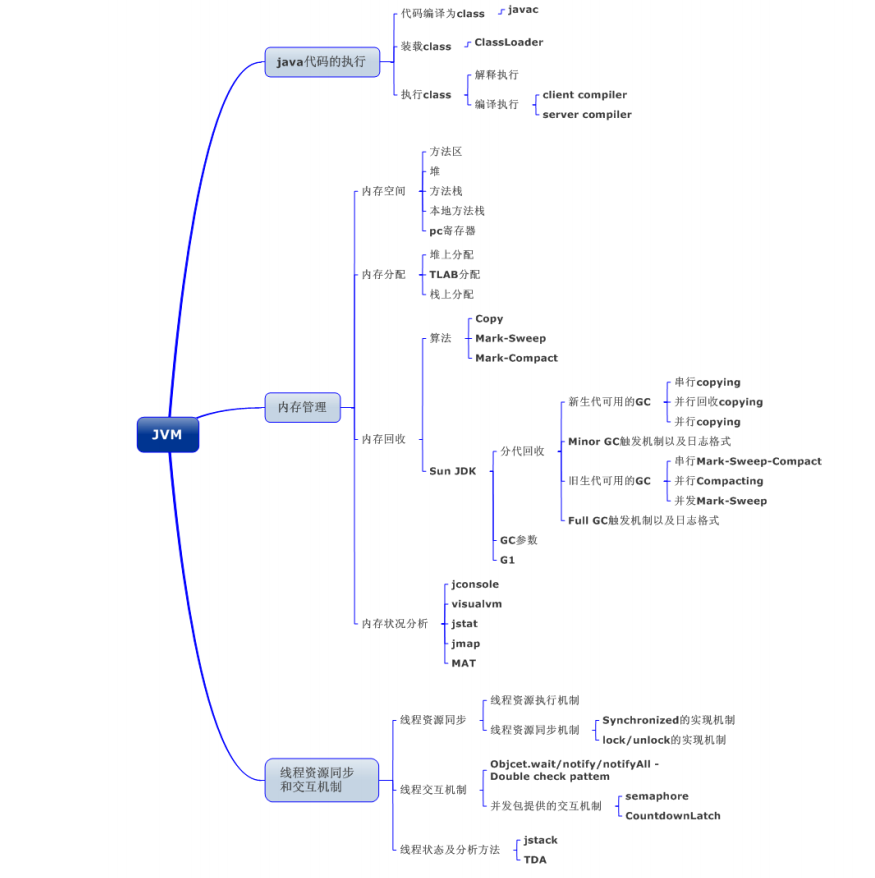 JVM
java代码的执行
代码编译为class
javac
装载class
ClassLoader
执行class
解释执行
编译执行
client compiler
server compiler
内存管理
内存空间
方法区
堆
方法栈
本地方法栈
pc寄存器
内存分配
堆上分配
TLAB分配
栈上分配
内存回收
算法
Copy
Mark-Sweep
Mark-Compact
Sun JDK
分代回收
新生代可用的GC
串行copying
并行回收copying
并行copying
Minor GC触发机制以及日志格式
旧生代可用的GC
串行Mark-Sweep-Compact
并行Compacting
并发Mark-Sweep
Full GC触发机制以及日志格式
GC参数
G1
内存状况分析
jconsole
visualvm
jstat
jmap
MAT
线程资源同步
和交互机制
线程资源同步
线程资源执行机制
线程资源同步机制
Synchronized的实现机制
lock/unlock的实现机制
线程交互机制
Objcet.wait/notify/notifyAll -
Double check pattem
并发包提供的交互机制
semaphore
CountdownLatch
线程状态及分析方法
jstack
TDA